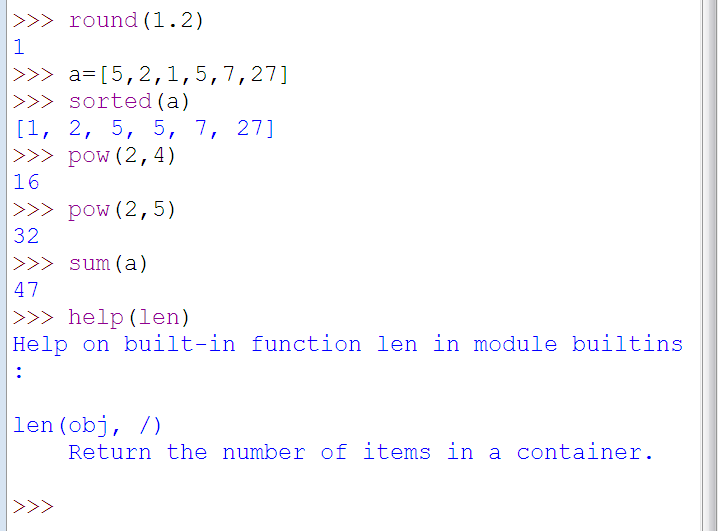 >>> round(1.2)
1
>>> a=[5,2,1,5,7,27]
>>> sorted(a)
[1, 2, 5, 5, 7, 27]
>>> pow(2,4)
16
>>> pow(2,5)
32
>>> sum(a)
47
>>> help(len)
Help on built-in function len in module builtins
:

len(obj, /)
    Return the number of items in a container.

>>>